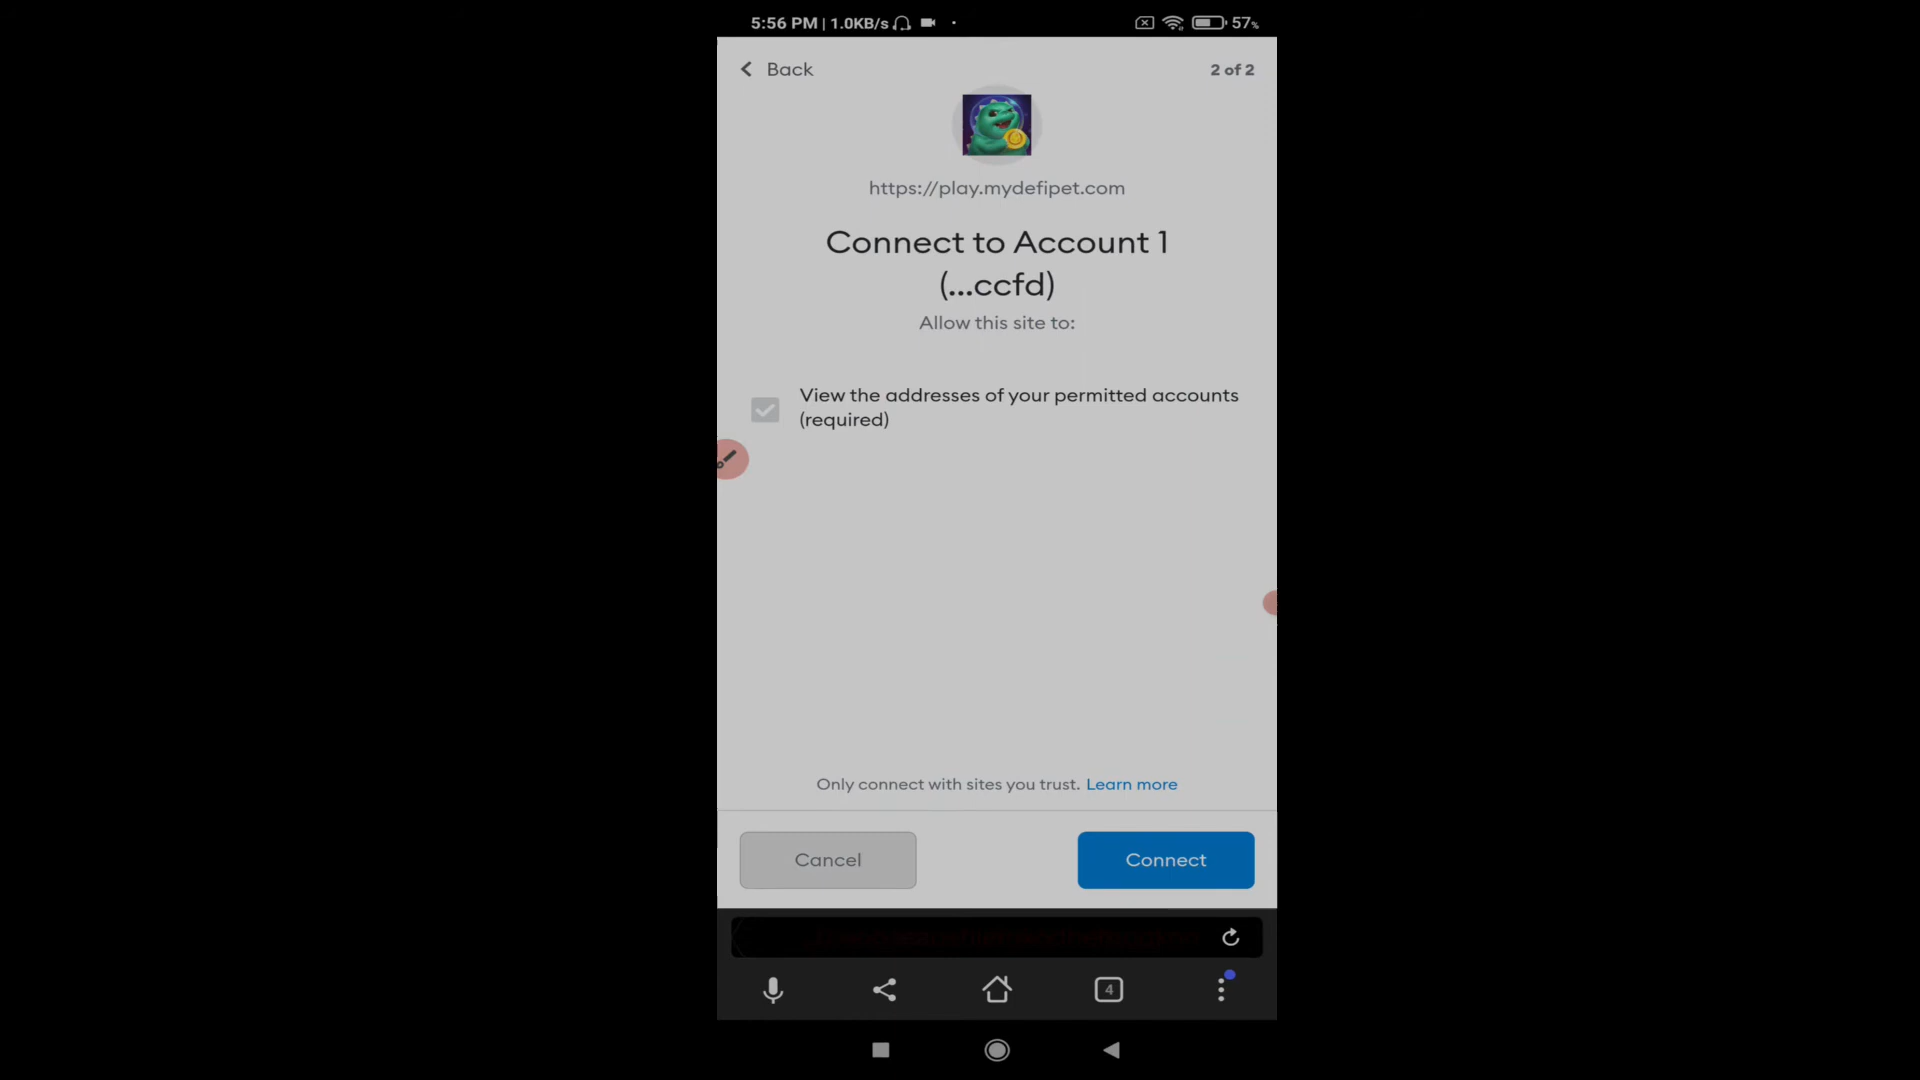 5:56 PM | 1.0KB/s
57%
Back
2 of 2
https://play.mydefipet.com
Connect to Account 1
(...ccfd)
Allow this site to:
View the addresses of your permitted accounts
(required)
Only connect with sites you trust. Learn more
Cancel
Connect
4